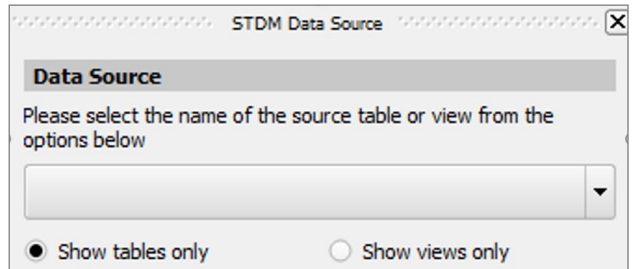 STDM Data Source
Data Source
Please select the name of the source table or view from the
options below
Show tables only Show views only